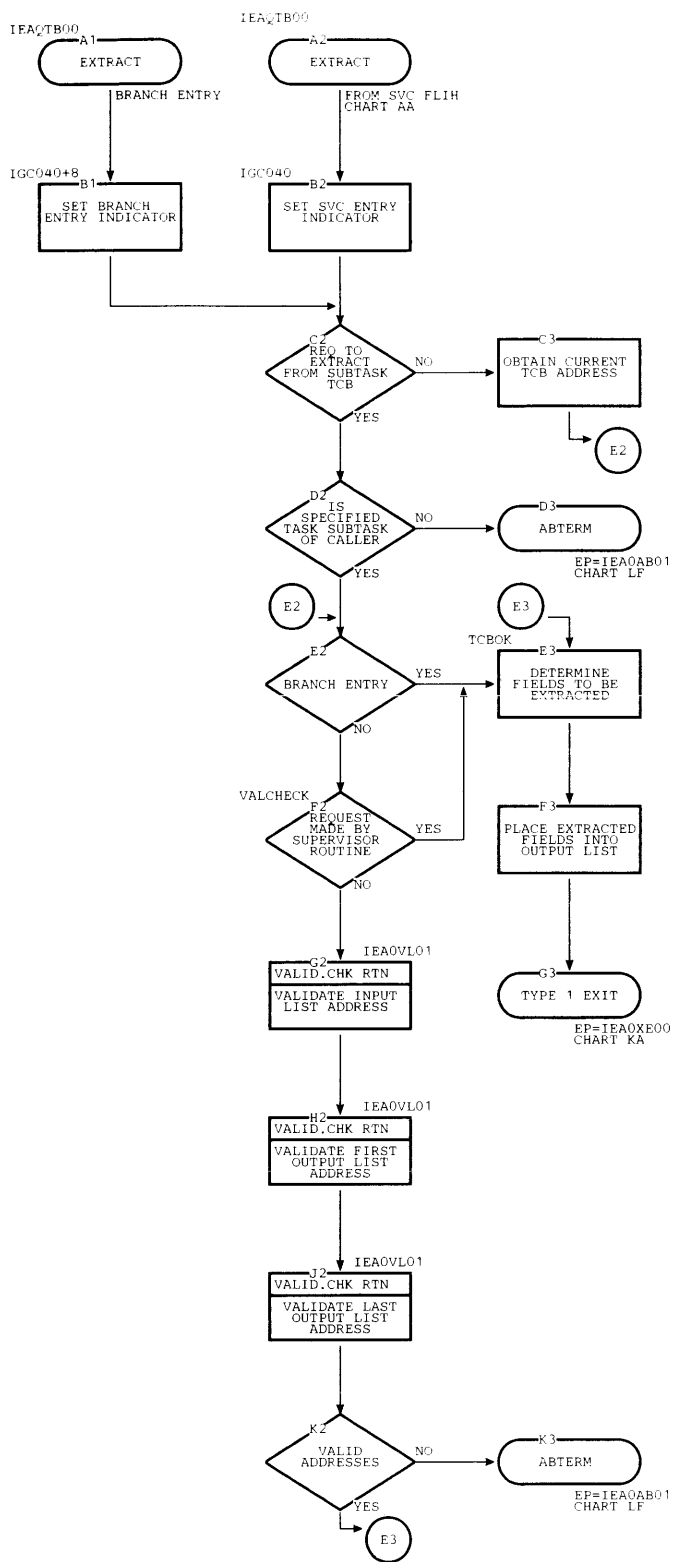 IEAQTB00
A1
EXTRACT
BRANCH ENTRY
IEAQTB00
A2
EXTRACT
FROM SVC FLIH
CHART AA
IGC040+8
B1
SET BRANCH
ENTRY INDICATOR
IGC040
B2
SET SVC ENTRY
INDICATOR
C2
REQ TO
EXTRACT
FROM SUBTASK
TCB
NO
YES
C3
OBTAIN CURRENT
TCB ADDRESS
E2
D2
IS
SPECIFIED
TASK SUBTASK
OF CALLER
NO
YES
D3
ABTERM
EP=IEA0AB01
CHART LF
E2
E3
E2
BRANCH ENTRY
YES
NO
TCBOK
E3
DETERMINE
FIELDS TO BE
EXTRACTED
VALCHECK
F2
REQUEST
MADE BY
SUPERVISOR
ROUTINE
YES
NO
F3
PLACE EXTRACTED
FIELDS INTO
OUTPUT LIST
IEA0VL01
G2
VALID.CHK RTN
VALIDATE INPUT
LIST ADDRESS
G3
TYPE 1 EXIT
EP=IEA0XE00
CHART KA
IEA0VL01
H2
VALID.CHK RTN
VALIDATE FIRST
OUTPUT LIST
ADDRESS
IEA0VL01
J2
VALID.CHK RTN
VALIDATE LAST
OUTPUT LIST
ADDRESS
K2
VALID
ADDRESSES
NO
YES
K3
ABTERM
EP=IEA0AB01
CHART LF
E3